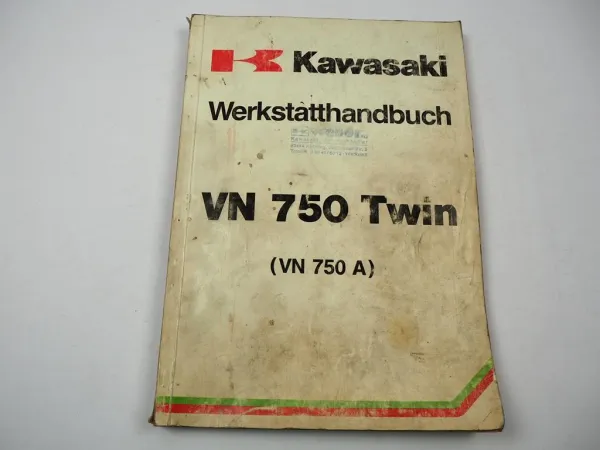 Kawasaki
Werkstatthandbuch
VN 750 Twin
(VN 750 A)